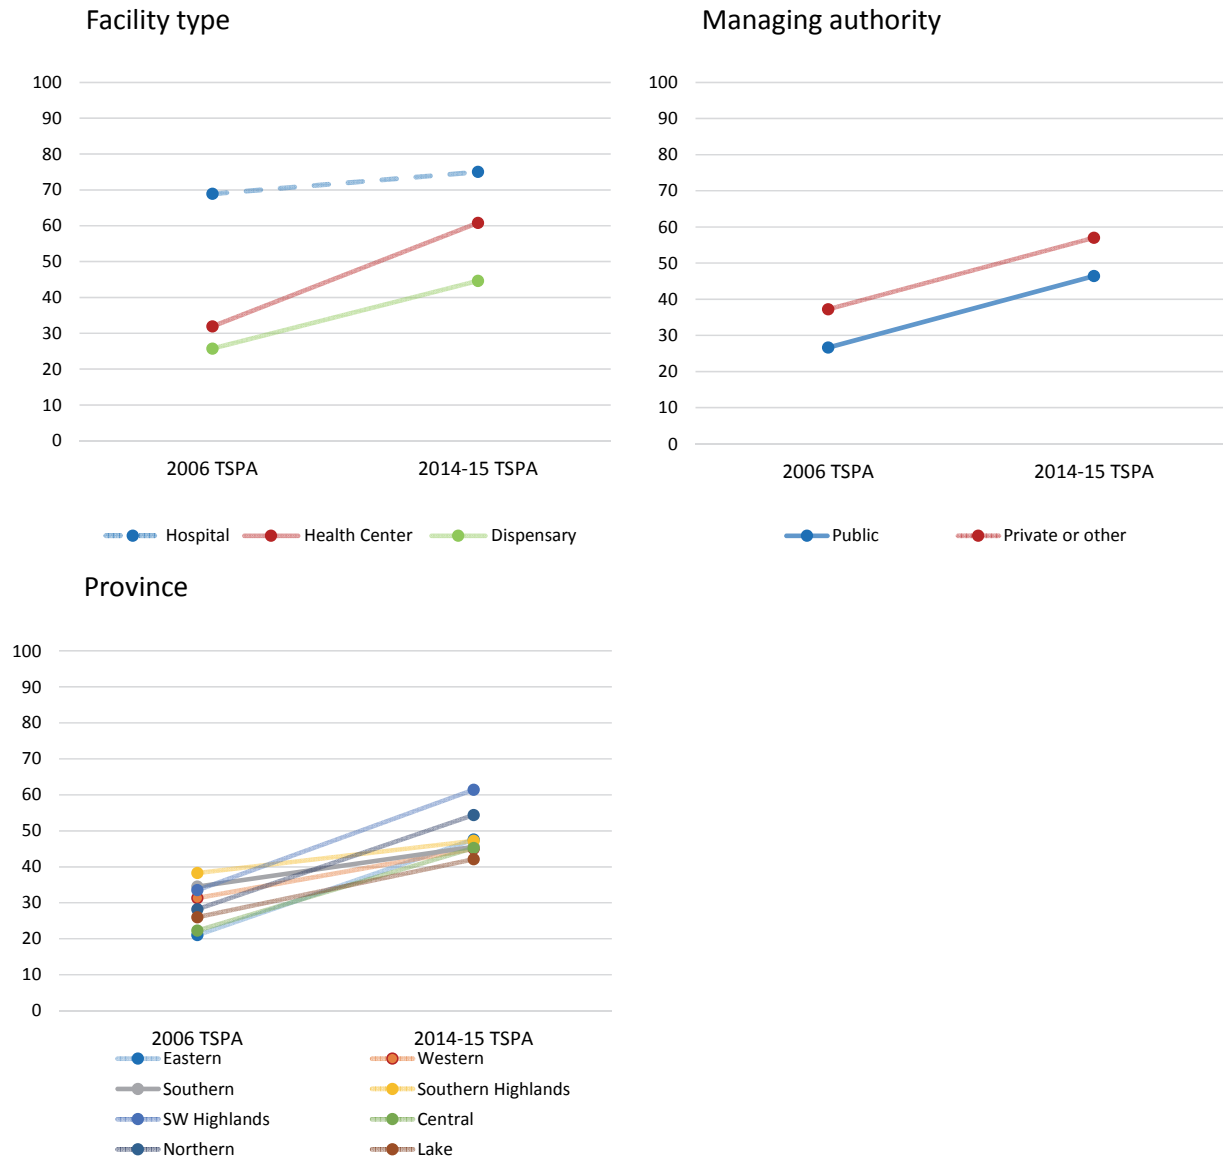 Facility type
100
90
80
70
60
50
40
30
20
10
0
2006 TSPA 2014-15 TSPA
Hospital Health Center Dispensary
Managing authority
100
90
80
70
60
50
40
30
20
10
0
2006 TSPA 2014-15 TSPA
Public Private or other
Province
100
90
80
70
60
50
40
30
20
10
0
2006 TSPA 2014-15 TSPA
Eastern Western
Southern Southern Highlands
SW Highlands Central
Northern Lake